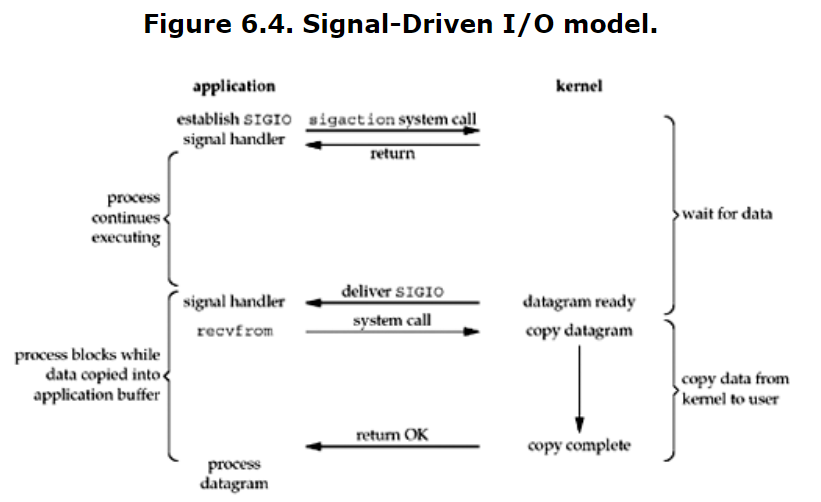 Figure 6.4. Signal-Driven I/O model.
application
kernel
establish SIGIO
sigaction system call
signal handler
return
process
continues
executing
wait for data
signal handler
deliver SIGIO
datagram ready
recvfrom
system call
copy datagram
process blocks while
data copied into
application buffer
copy data from
kernel to user
return OK
copy complete
process
datagram